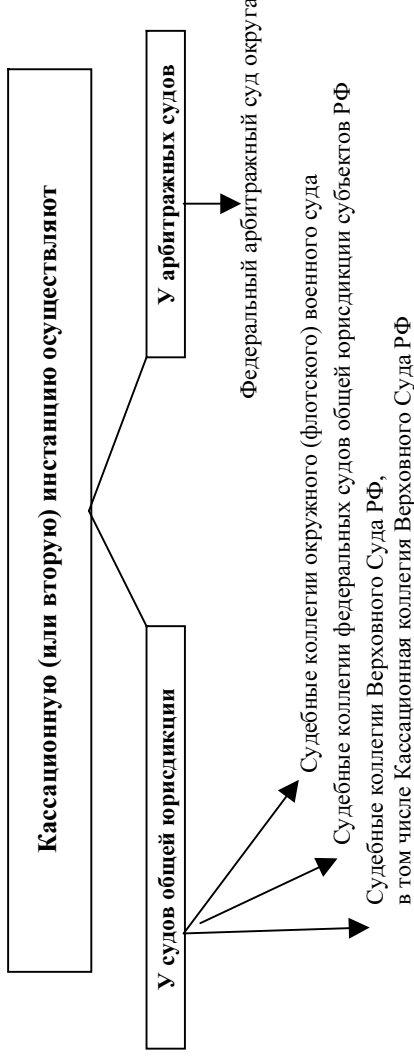 Кассационную (или вторую) инстанцию осуществляют
У судов общей юрисдикции
У арбитражных судов
Федеральный арбитражный суд округа
Судебные коллегии окружного (флотского) военного суда
Судебные коллегии федеральных судов общей юрисдикции субъектов РФ
Судебные коллегии Верховного Суда РФ,
в том числе Кассационная коллегия Верховного Суда РФ